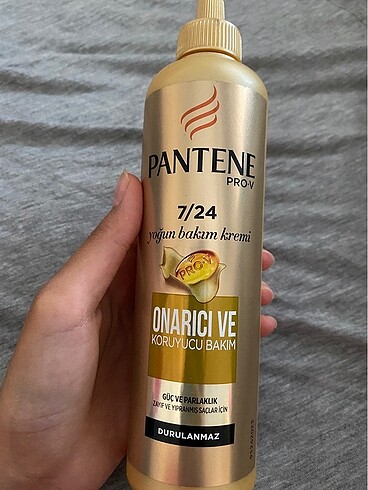 PANTENE
PRO-V
7/24
yoğun bakım kremi
PRO-V
ONARICI VE
KORUYUCU BAKIM
GÜÇ VE PARLAKLIK
ZAYIF VE YIPRANMIŞ SAÇLAR İÇİN
DURULANMAZ